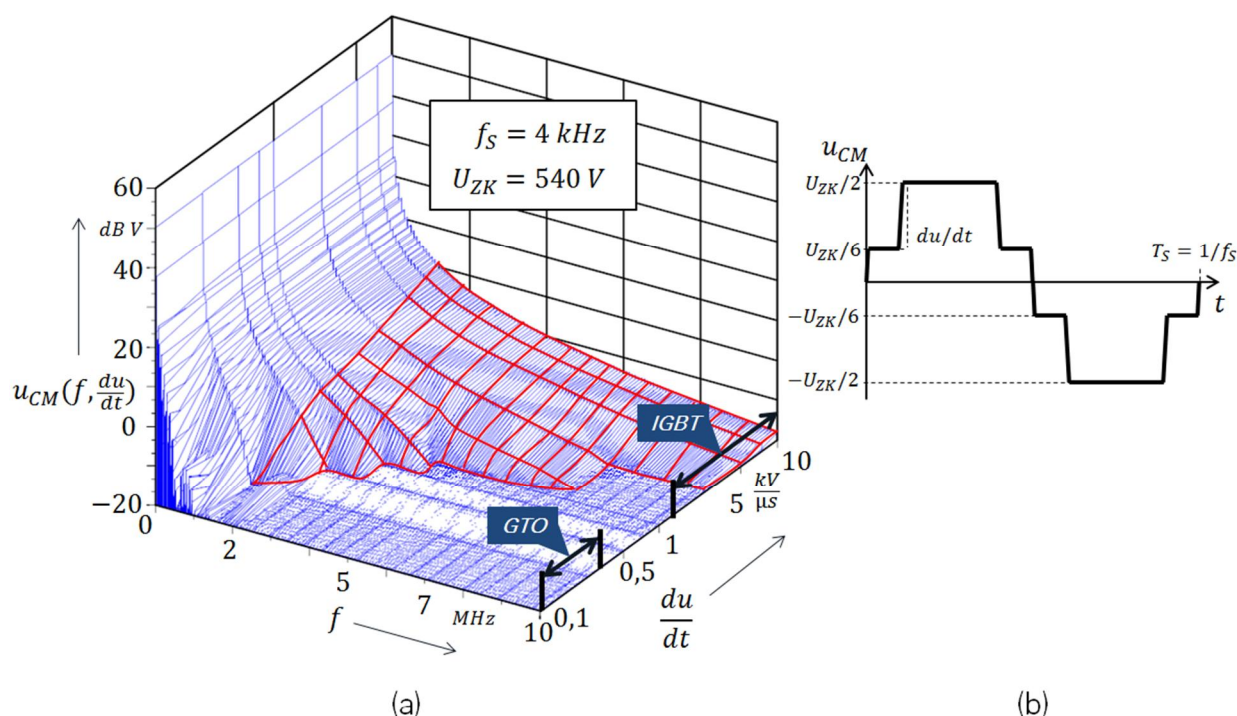 f_S = 4 kHz
U_ZK = 540 V
60
dB V
40
20
u_CM(f, du/dt)
0
−20
0
2
5
7
MHz
10
f
0,1
0,5
1
5
kV/µs
10
du/dt
GTO
IGBT
(a)
u_CM
U_ZK/2
du/dt
U_ZK/6
T_S = 1/f_S
t
−U_ZK/6
−U_ZK/2
(b)